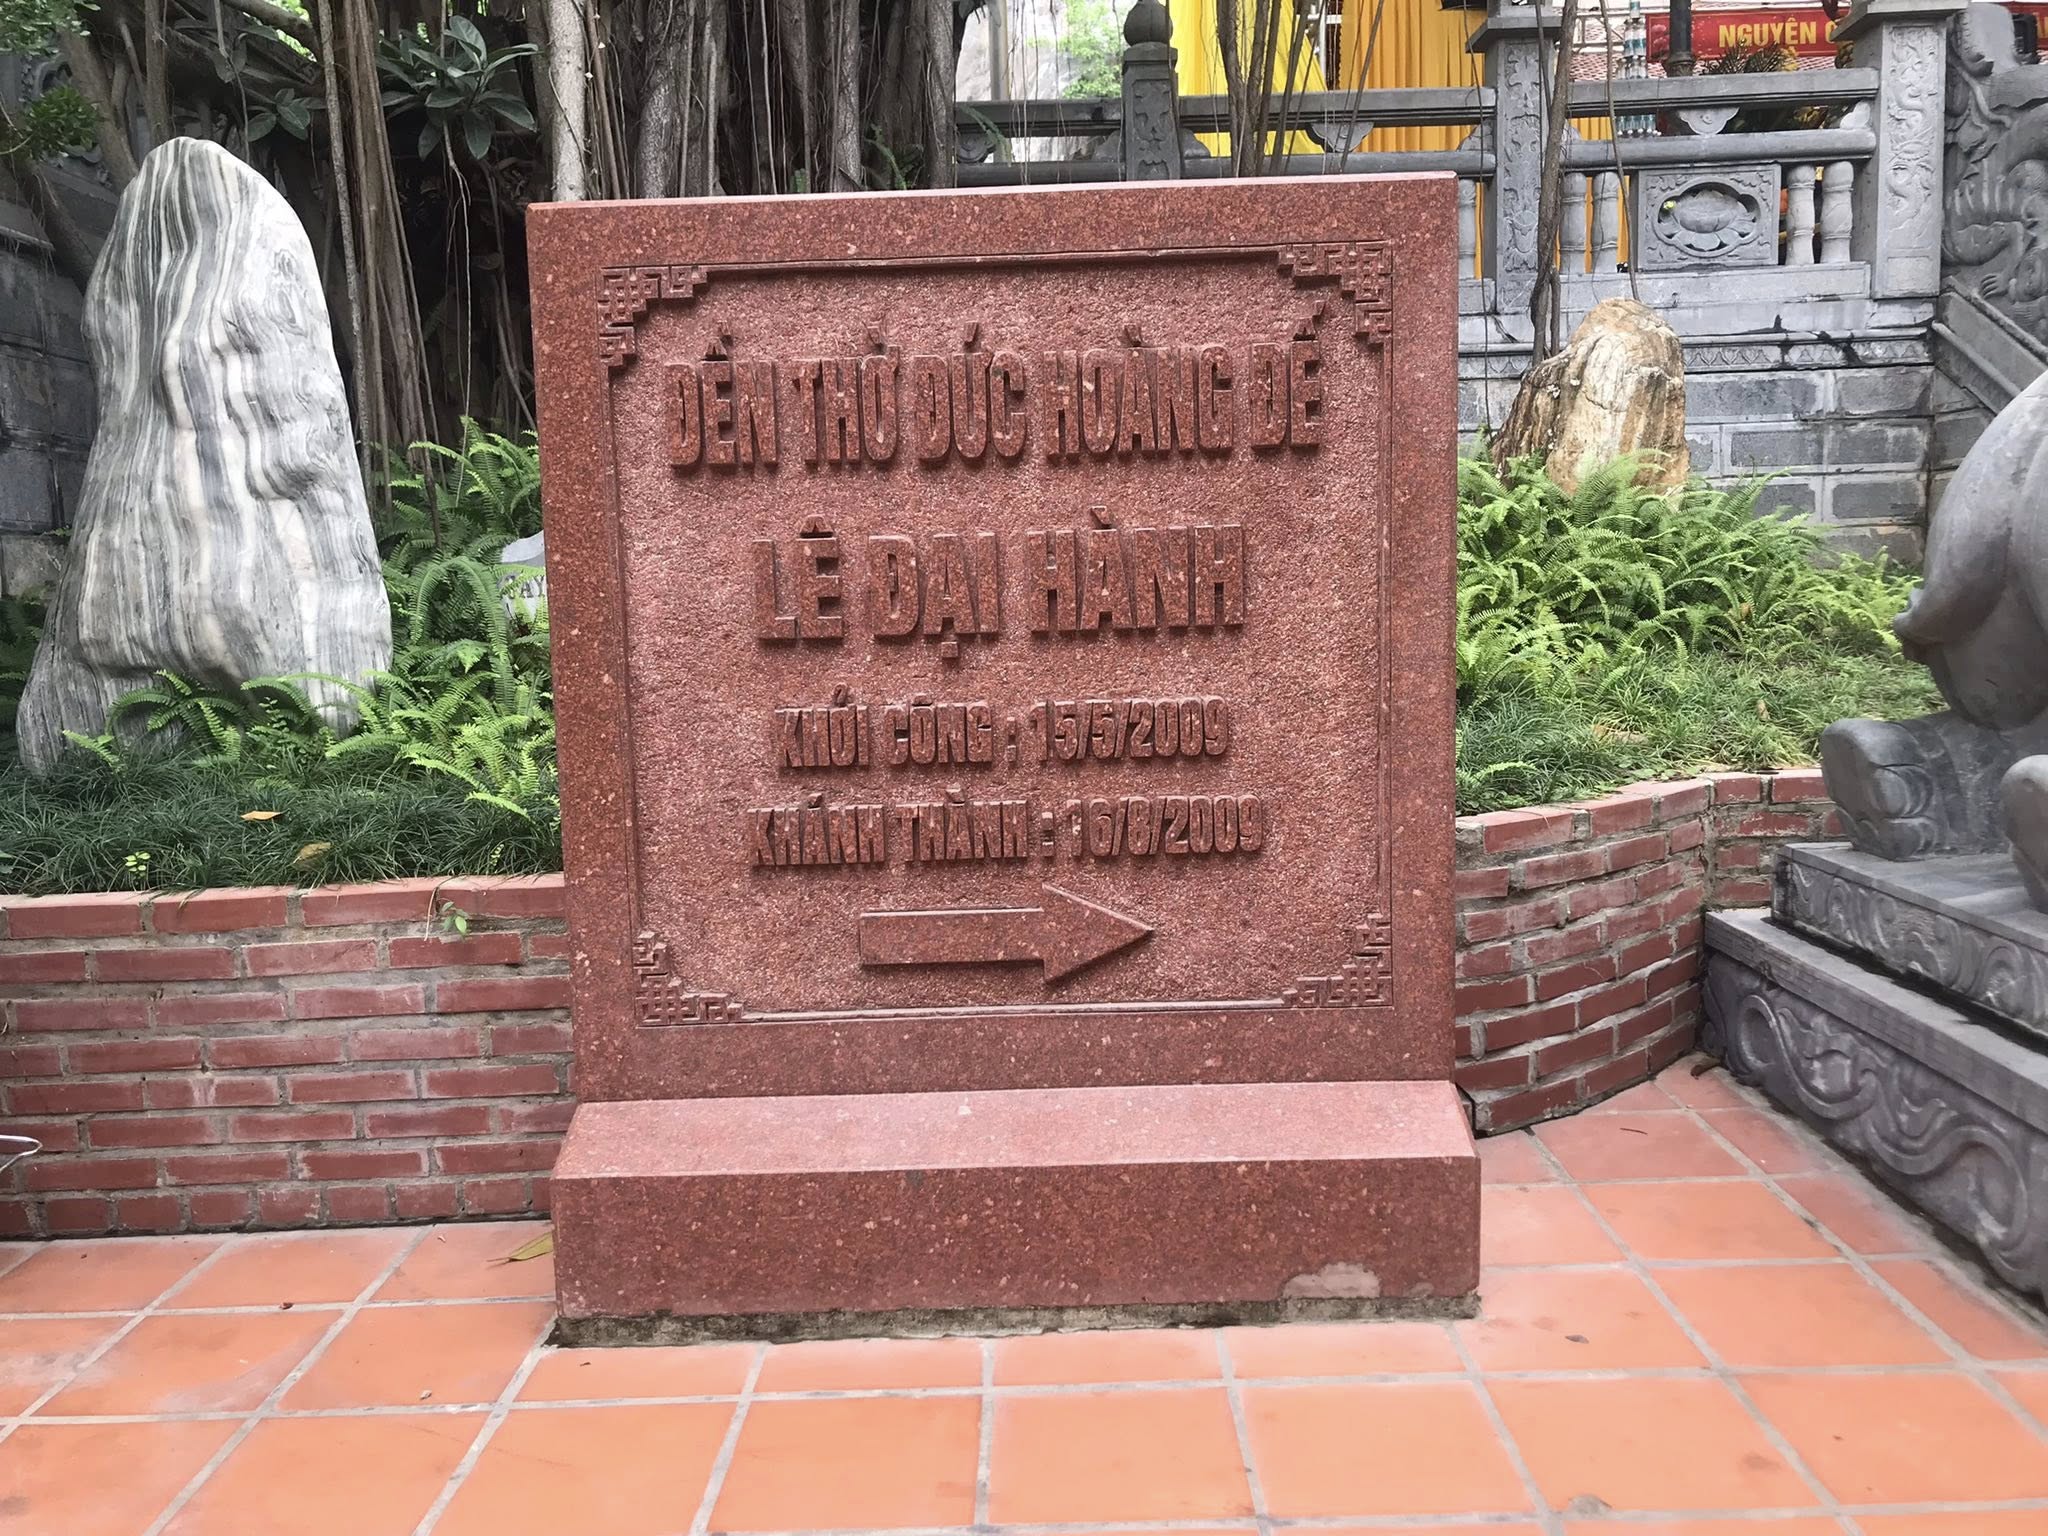 NGUYÊN
ĐỀN THỜ ĐỨC HOÀNG ĐẾ
LÊ ĐẠI HÀNH
KHỞI CÔNG : 15/5/2009
KHÁNH THÀNH : 16/8/2009